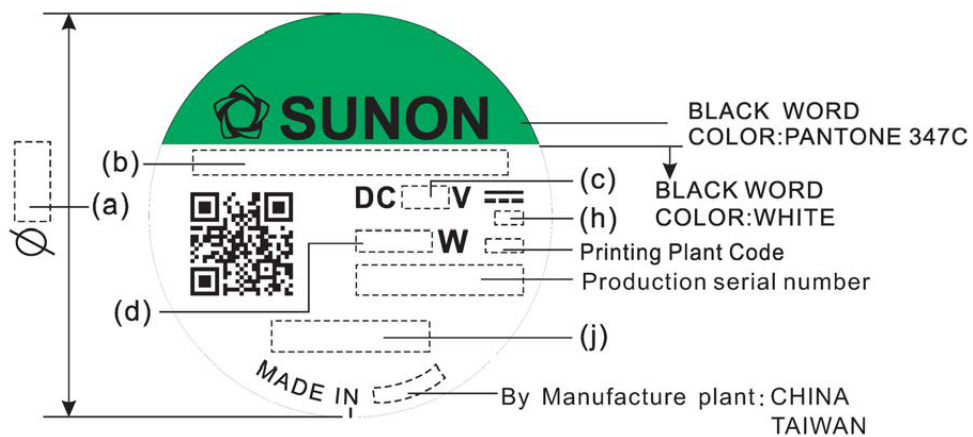 SUNON
BLACK WORD
COLOR:PANTONE 347C
(b)
(c)
DC V
BLACK WORD
COLOR:WHITE
(a)
(h)
Ø
W
Printing Plant Code
Production serial number
(d)
(j)
MADE IN
By Manufacture plant: CHINA
TAIWAN